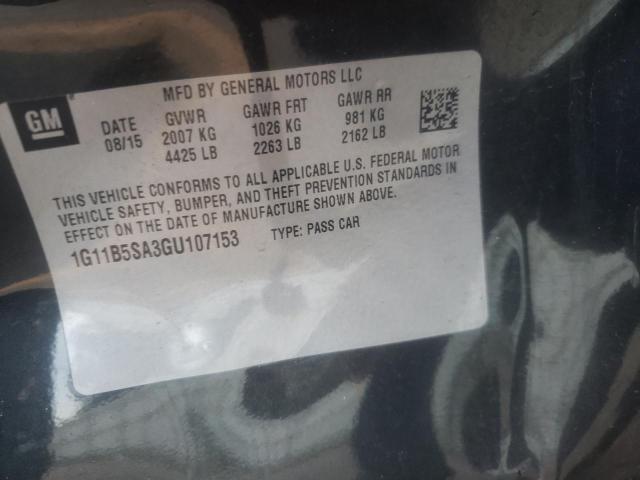 MFD BY GENERAL MOTORS LLC
GM
DATE GVWR GAWR FRT GAWR RR
08/15 2007 KG 1026 KG 981 KG
4425 LB 2263 LB 2162 LB
THIS VEHICLE CONFORMS TO ALL APPLICABLE U.S. FEDERAL MOTOR
VEHICLE SAFETY, BUMPER, AND THEFT PREVENTION STANDARDS IN
EFFECT ON THE DATE OF MANUFACTURE SHOWN ABOVE.
1G11B5SA3GU107153 TYPE: PASS CAR